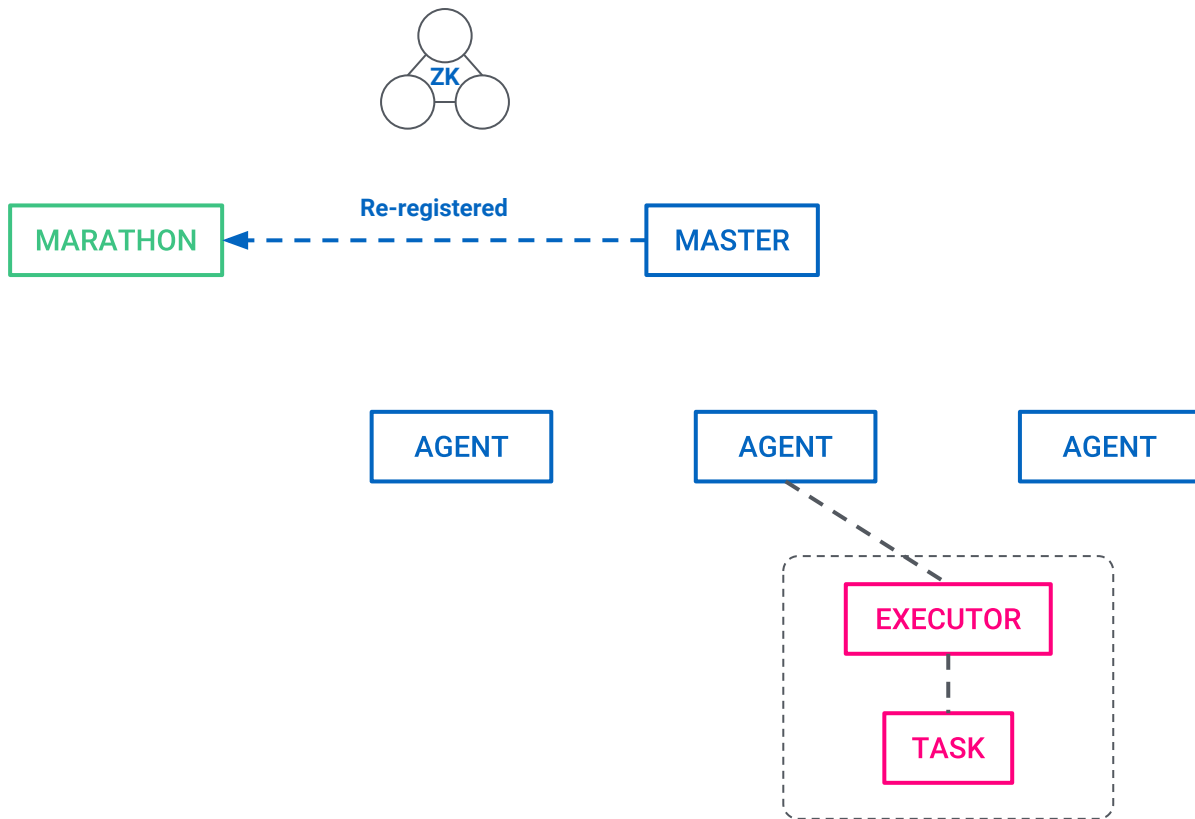 ZK
Re-registered
MARATHON
MASTER
AGENT
AGENT
AGENT
EXECUTOR
TASK